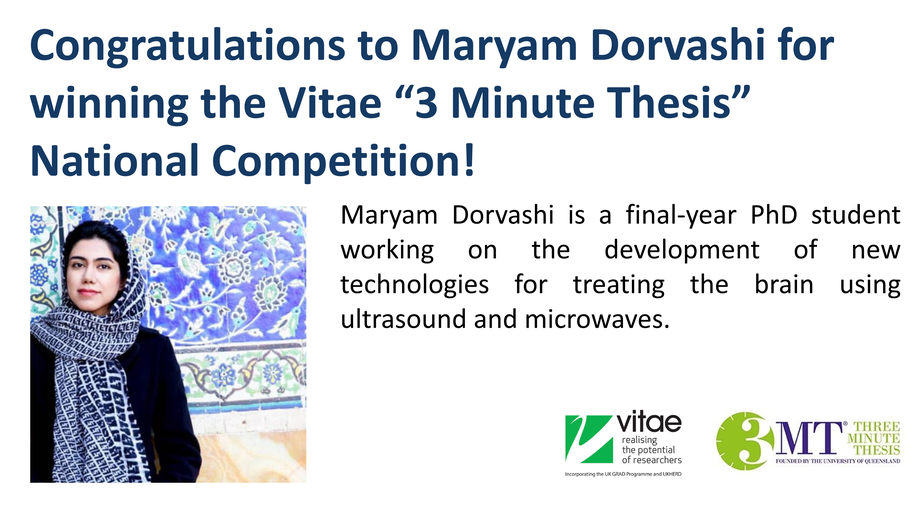 Congratulations to Maryam Dorvashi for
winning the Vitae “3 Minute Thesis”
National Competition!
Maryam Dorvashi is a final-year PhD student
working on the development of new
technologies for treating the brain using
ultrasound and microwaves.
vitae
realising
the potential
of researchers
Incorporating the UK GRAD Programme and UKHERD
3MT® THREE
MINUTE
THESIS
FOUNDED BY THE UNIVERSITY OF QUEENSLAND